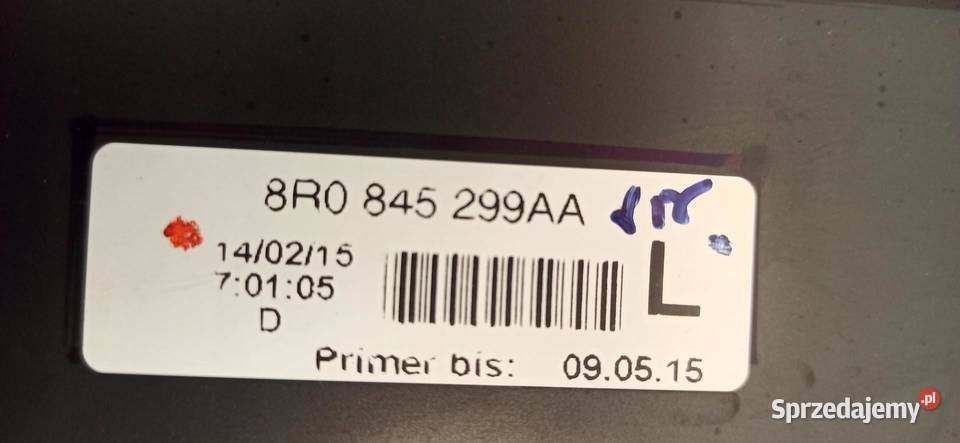 8R0 845 299AA
14/02/15
7:01:05
D
L
Primer bis: 09.05.15
Sprzedajemy.pl